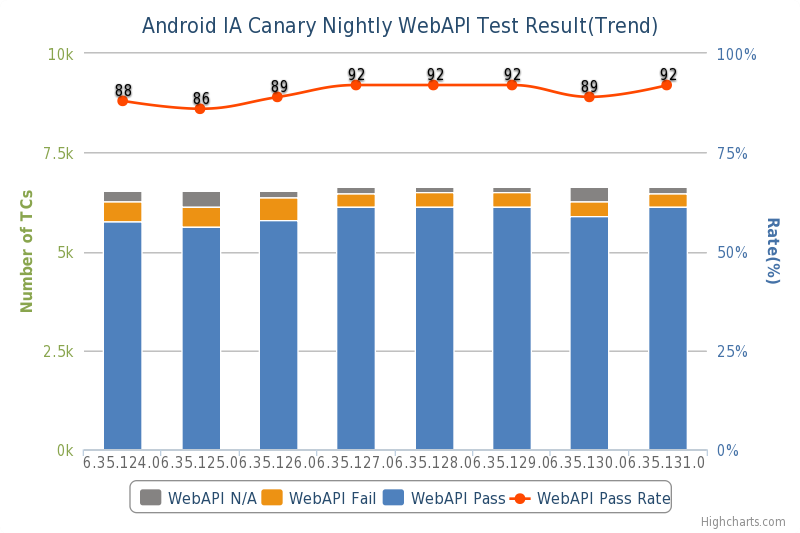 Android IA Canary Nightly WebAPI Test Result(Trend)
10k
100%
88
86
89
92
92
92
89
92
7.5k
75%
Number of TCs
Rate(%)
5k
50%
2.5k
25%
0k
0%
6.35.124.0
6.35.125.0
6.35.126.0
6.35.127.0
6.35.128.0
6.35.129.0
6.35.130.0
6.35.131.0
WebAPI N/A WebAPI Fail WebAPI Pass WebAPI Pass Rate
Highcharts.com